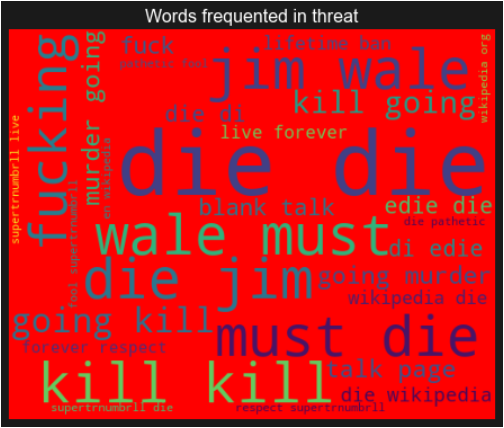 Words frequented in threat
fuck
lifetime ban
pathetic fool
jim wale
wikipedia org
fucking
murder going
kill going
die di
live forever
supertrnumbrll live
en wikipedia
die die
fool supertrnumbrll
blank talk
edie die
die pathetic
wale must
di edie
die jim
going murder
wikipedia die
going kill
must die
forever respect
kill kill
talk page
die wikipedia
supertrnumbrll die
respect supertrnumbrll